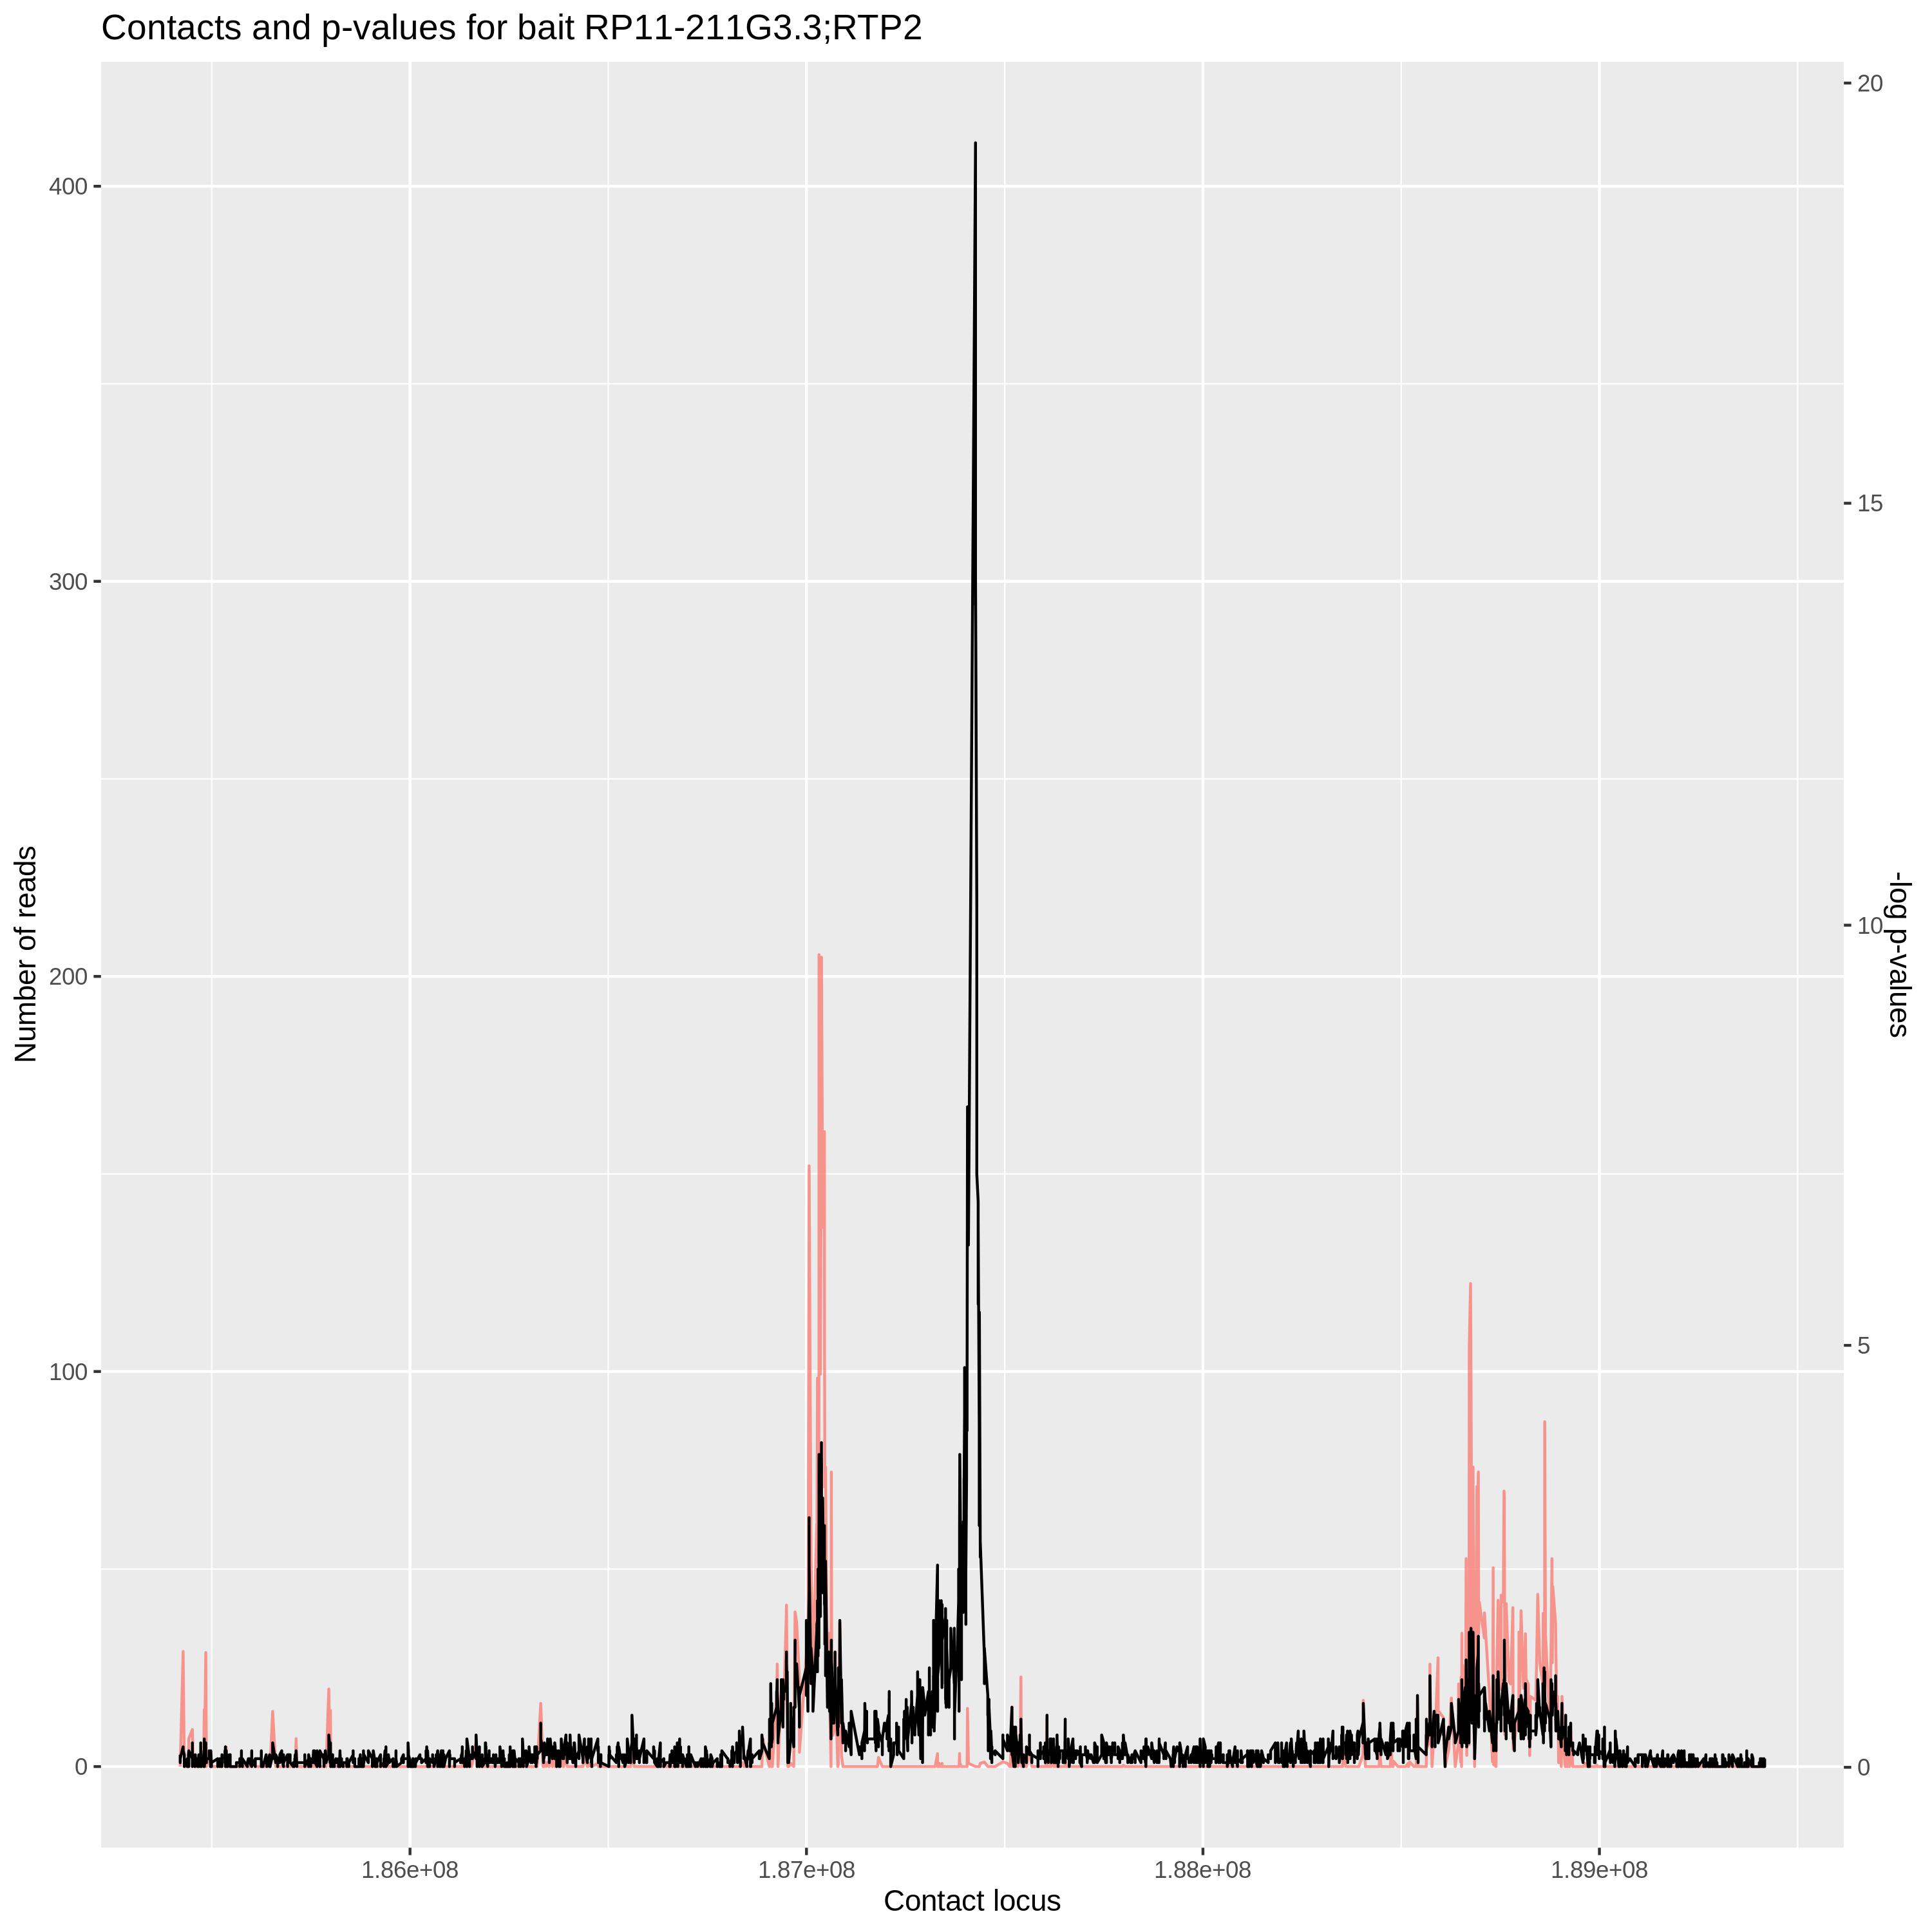 Contacts and p-values for bait RP11-211G3.3;RTP2
Number of reads
400
300
200
100
0
20
15
10
5
0
-log p-values
1.86e+08
1.87e+08
1.88e+08
1.89e+08
Contact locus